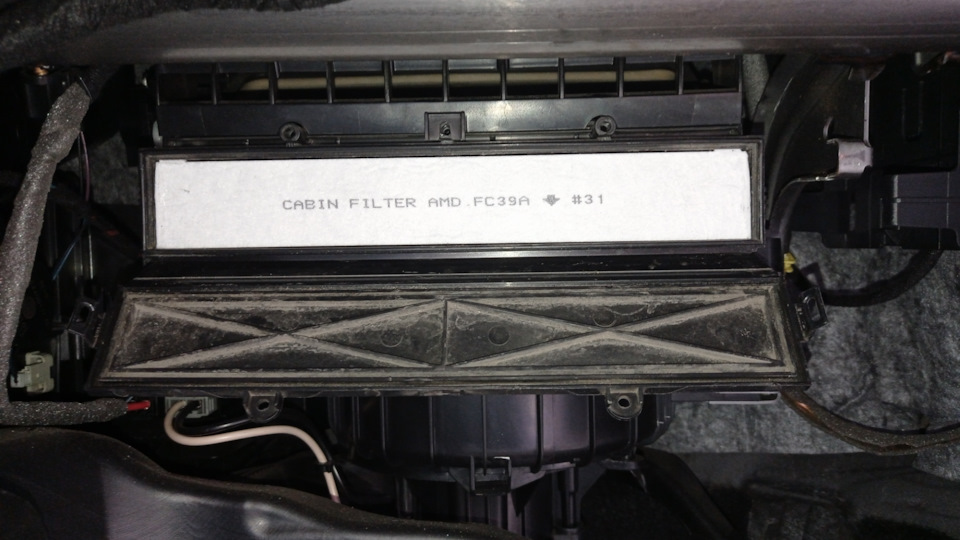 CABIN FILTER AMD.FC39A 🡇 #31